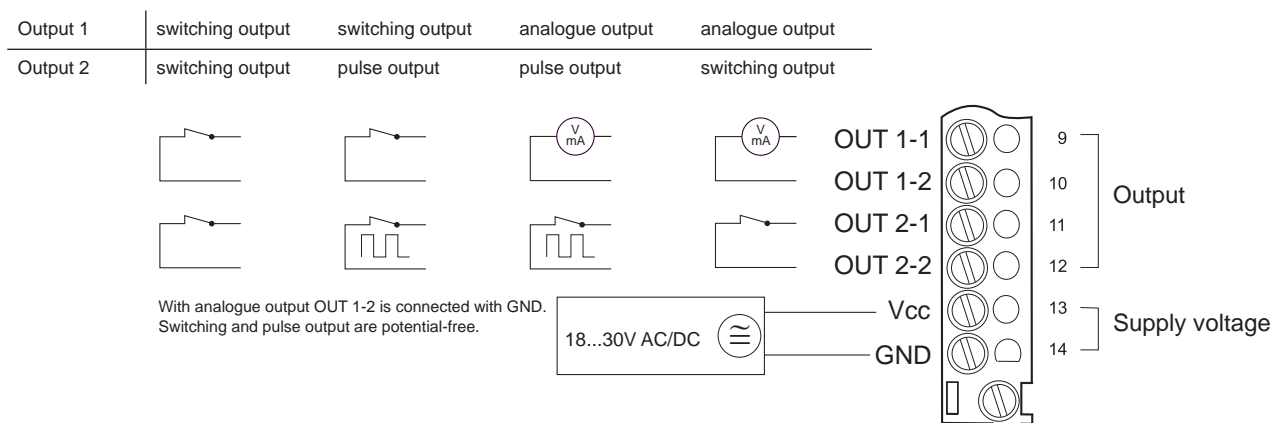 Output 1 switching output switching output analogue output analogue output
Output 2 switching output pulse output pulse output switching output
V
mA
V
mA
OUT 1-1 9
OUT 1-2 10
Output
OUT 2-1 11
OUT 2-2 12
With analogue output OUT 1-2 is connected with GND.
Switching and pulse output are potential-free.
18...30V AC/DC
Vcc 13
Supply voltage
GND 14